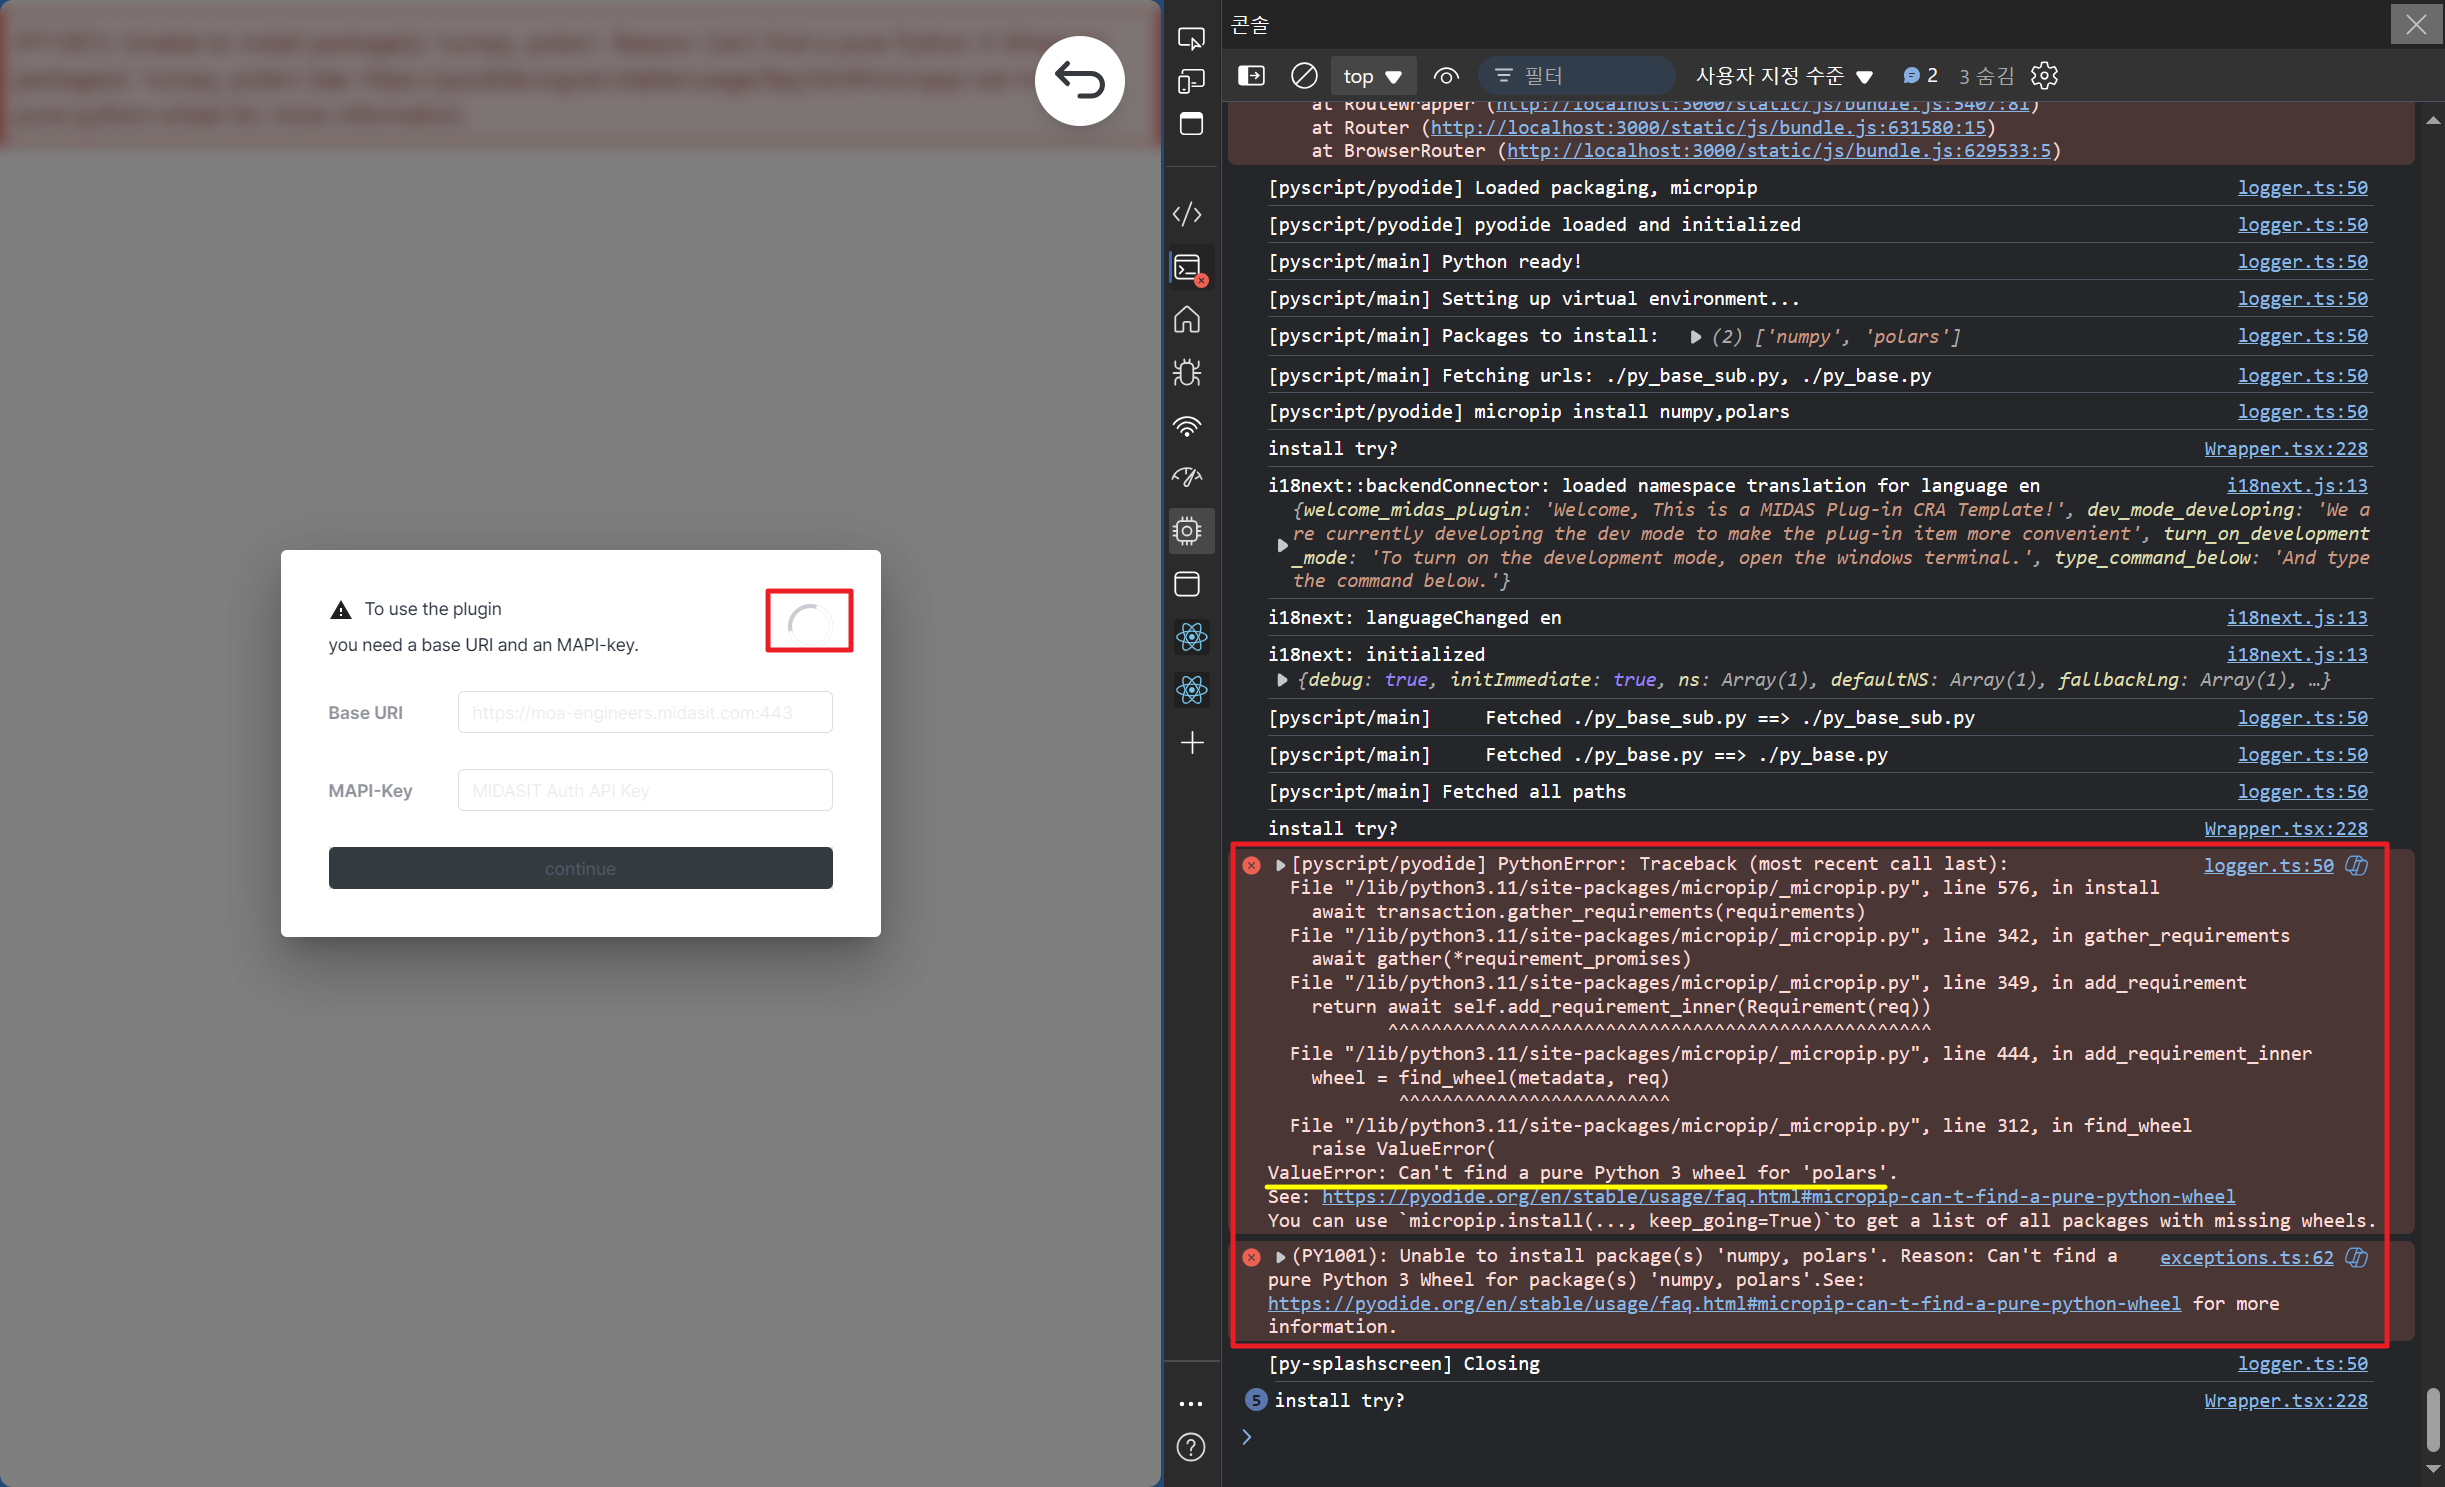 To use the plugin
you need a base URI and an MAPI-key.
Base URI
https://moa-engineers.midasit.com:443
MAPI-Key
MIDASIT Auth API Key
continue
콘솔
top
필터
사용자 지정 수준
2
3 숨김
at RouteWrapper (http://localhost:3000/static/js/bundle.js:5407:81)
at Router (http://localhost:3000/static/js/bundle.js:631580:15)
at BrowserRouter (http://localhost:3000/static/js/bundle.js:629533:5)
[pyscript/pyodide] Loaded packaging, micropip logger.ts:50
[pyscript/pyodide] pyodide loaded and initialized logger.ts:50
[pyscript/main] Python ready! logger.ts:50
[pyscript/main] Setting up virtual environment... logger.ts:50
[pyscript/main] Packages to install: (2) ['numpy', 'polars'] logger.ts:50
[pyscript/main] Fetching urls: ./py_base_sub.py, ./py_base.py logger.ts:50
[pyscript/pyodide] micropip install numpy,polars logger.ts:50
install try? Wrapper.tsx:228
i18next::backendConnector: loaded namespace translation for language en i18next.js:13
{welcome_midas_plugin: 'Welcome, This is a MIDAS Plug-in CRA Template!', dev_mode_developing: 'We a
re currently developing the dev mode to make the plug-in item more convenient', turn_on_development
_mode: 'To turn on the development mode, open the windows terminal.', type_command_below: 'And type
the command below.'}
i18next: languageChanged en i18next.js:13
i18next: initialized i18next.js:13
{debug: true, initImmediate: true, ns: Array(1), defaultNS: Array(1), fallbackLng: Array(1), …}
[pyscript/main] Fetched ./py_base_sub.py ==> ./py_base_sub.py logger.ts:50
[pyscript/main] Fetched ./py_base.py ==> ./py_base.py logger.ts:50
[pyscript/main] Fetched all paths logger.ts:50
install try? Wrapper.tsx:228
[pyscript/pyodide] PythonError: Traceback (most recent call last): logger.ts:50
File "/lib/python3.11/site-packages/micropip/_micropip.py", line 576, in install
await transaction.gather_requirements(requirements)
File "/lib/python3.11/site-packages/micropip/_micropip.py", line 342, in gather_requirements
await gather(*requirement_promises)
File "/lib/python3.11/site-packages/micropip/_micropip.py", line 349, in add_requirement
return await self.add_requirement_inner(Requirement(req))
^^^^^^^^^^^^^^^^^^^^^^^^^^^^^^^^^^^^^^^^^^^^^^^^^^
File "/lib/python3.11/site-packages/micropip/_micropip.py", line 444, in add_requirement_inner
wheel = find_wheel(metadata, req)
^^^^^^^^^^^^^^^^^^^^^^^^^
File "/lib/python3.11/site-packages/micropip/_micropip.py", line 312, in find_wheel
raise ValueError(
ValueError: Can't find a pure Python 3 wheel for 'polars'.
See: https://pyodide.org/en/stable/usage/faq.html#micropip-can-t-find-a-pure-python-wheel
You can use `micropip.install(..., keep_going=True)`to get a list of all packages with missing wheels.
(PY1001): Unable to install package(s) 'numpy, polars'. Reason: Can't find a exceptions.ts:62
pure Python 3 Wheel for package(s) 'numpy, polars'.See:
https://pyodide.org/en/stable/usage/faq.html#micropip-can-t-find-a-pure-python-wheel for more
information.
[py-splashscreen] Closing logger.ts:50
5 install try? Wrapper.tsx:228